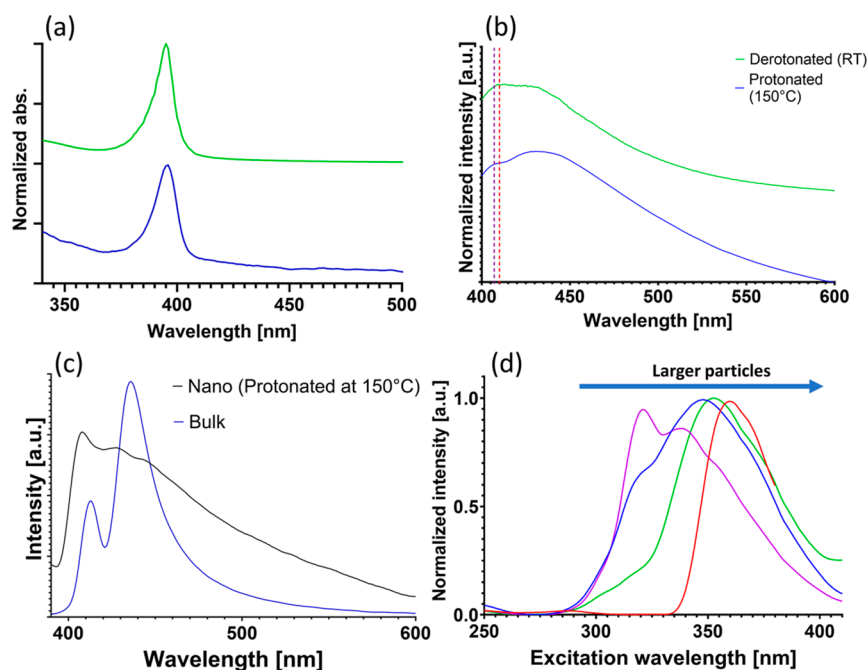 (a)
Normalized abs.
350
400
450
500
Wavelength [nm]
(b)
Normalized intensity [a.u.]
Derotonated (RT)
Protonated
(150°C)
400
450
500
550
600
Wavelength [nm]
(c)
Nano (Protonated at 150°C)
Bulk
Intensity [a.u.]
400
500
600
Wavelength [nm]
(d)
Larger particles
Normalized intensity [a.u.]
1.0
0.5
0.0
250
300
350
400
Excitation wavelength [nm]